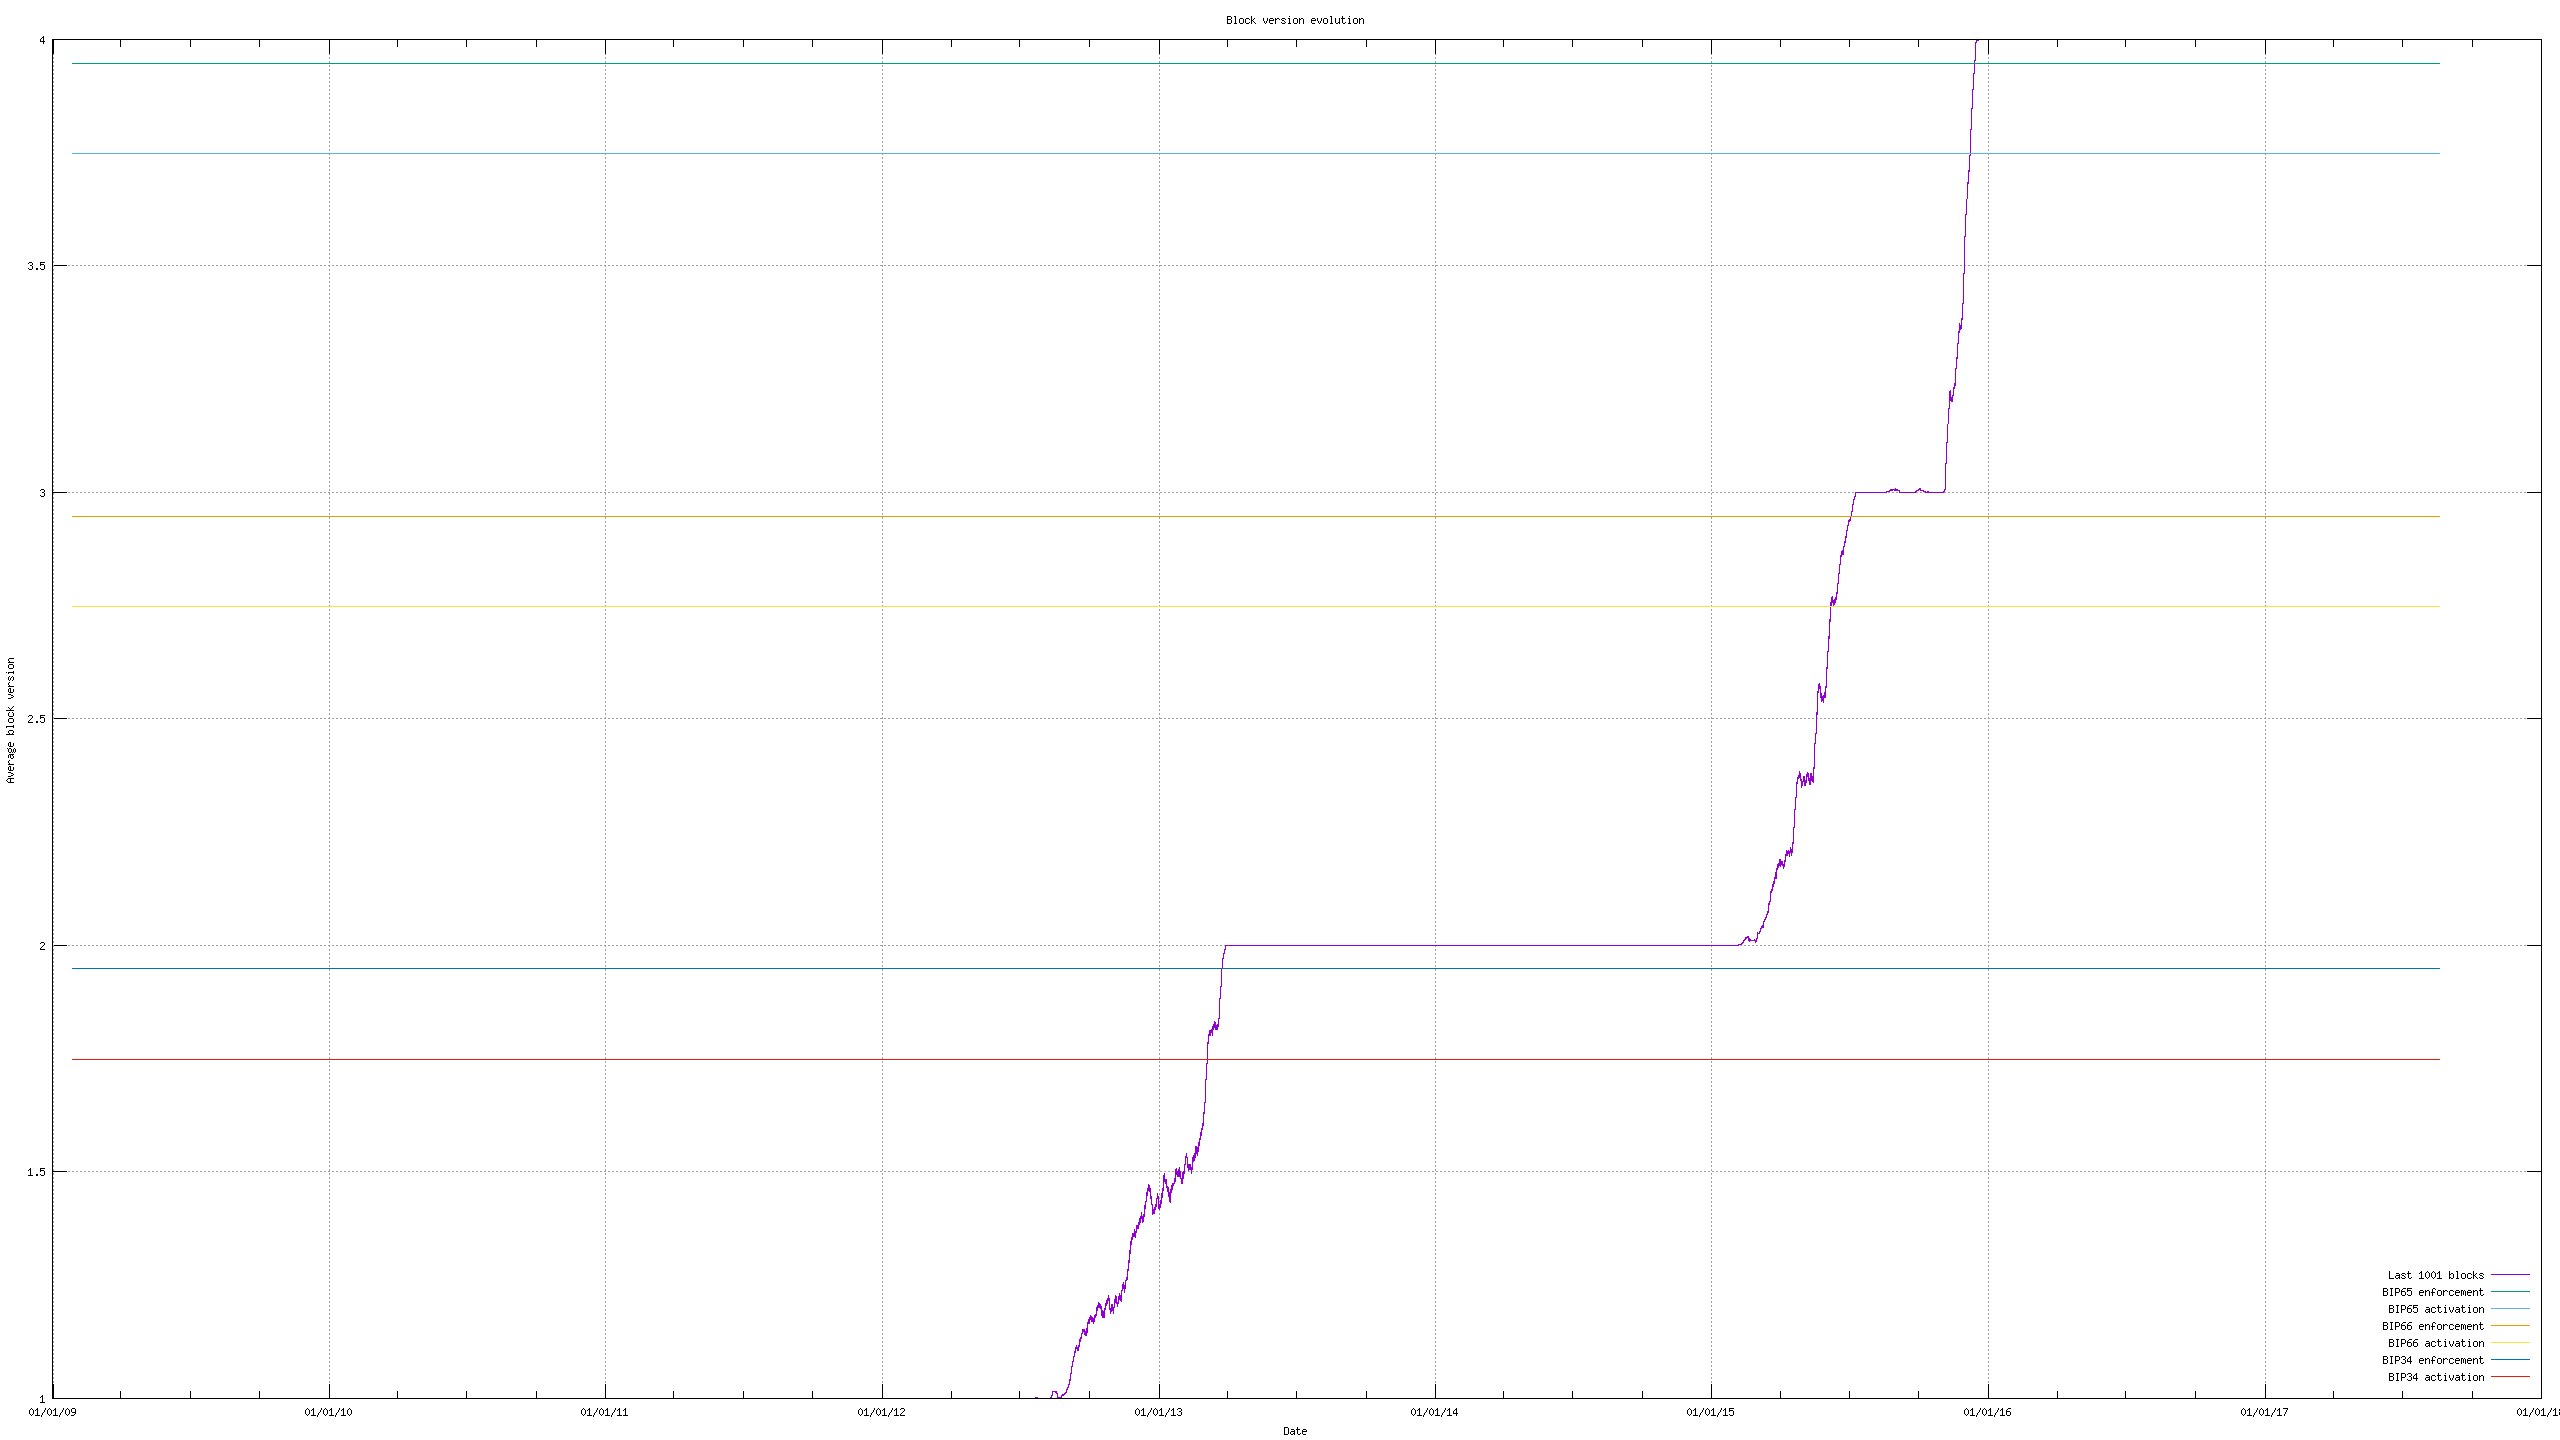 Block version evolution
4
3.5
3
2.5
2
1.5
1
Average block version
01/01/09 01/01/10 01/01/11 01/01/12 01/01/13 01/01/14 01/01/15 01/01/16 01/01/17 01/01/18
Date
Last 1001 blocks
BIP65 enforcement
BIP65 activation
BIP66 enforcement
BIP66 activation
BIP34 enforcement
BIP34 activation